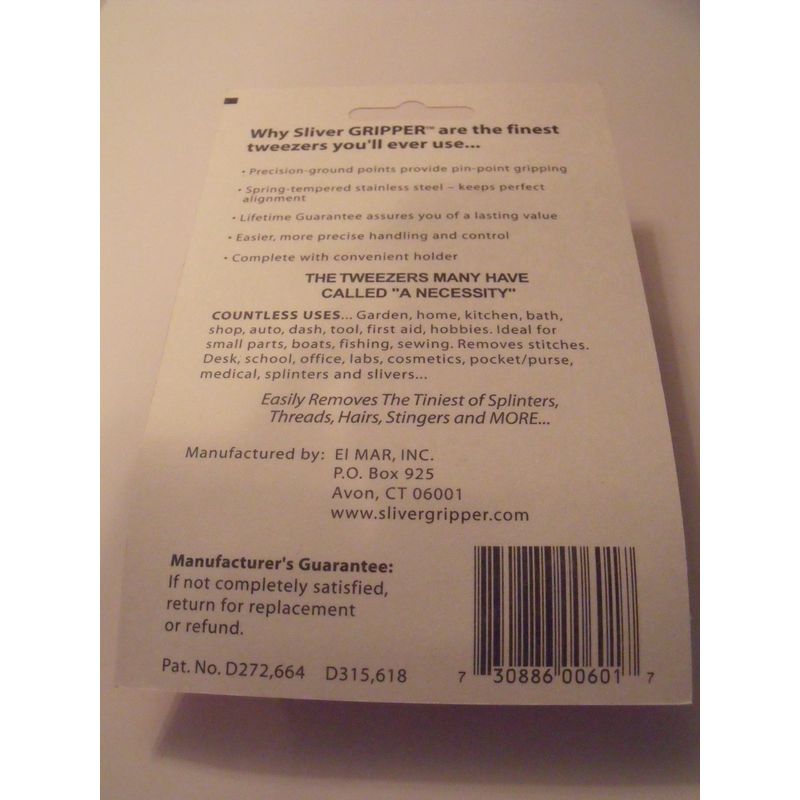 Why Sliver GRIPPER™ are the finest
tweezers you'll ever use...
• Precision-ground points provide pin-point gripping
• Spring-tempered stainless steel – keeps perfect
alignment
• Lifetime Guarantee assures you of a lasting value
• Easier, more precise handling and control
• Complete with convenient holder
THE TWEEZERS MANY HAVE
CALLED "A NECESSITY"
COUNTLESS USES... Garden, home, kitchen, bath,
shop, auto, dash, tool, first aid, hobbies. Ideal for
small parts, boats, fishing, sewing. Removes stitches.
Desk, school, office, labs, cosmetics, pocket/purse,
medical, splinters and slivers...
Easily Removes The Tiniest of Splinters,
Threads, Hairs, Stingers and MORE...
Manufactured by: El MAR, INC.
P.O. Box 925
Avon, CT 06001
www.slivergripper.com
Manufacturer's Guarantee:
If not completely satisfied,
return for replacement
or refund.
Pat. No. D272,664 D315,618
7 30886 00601 7